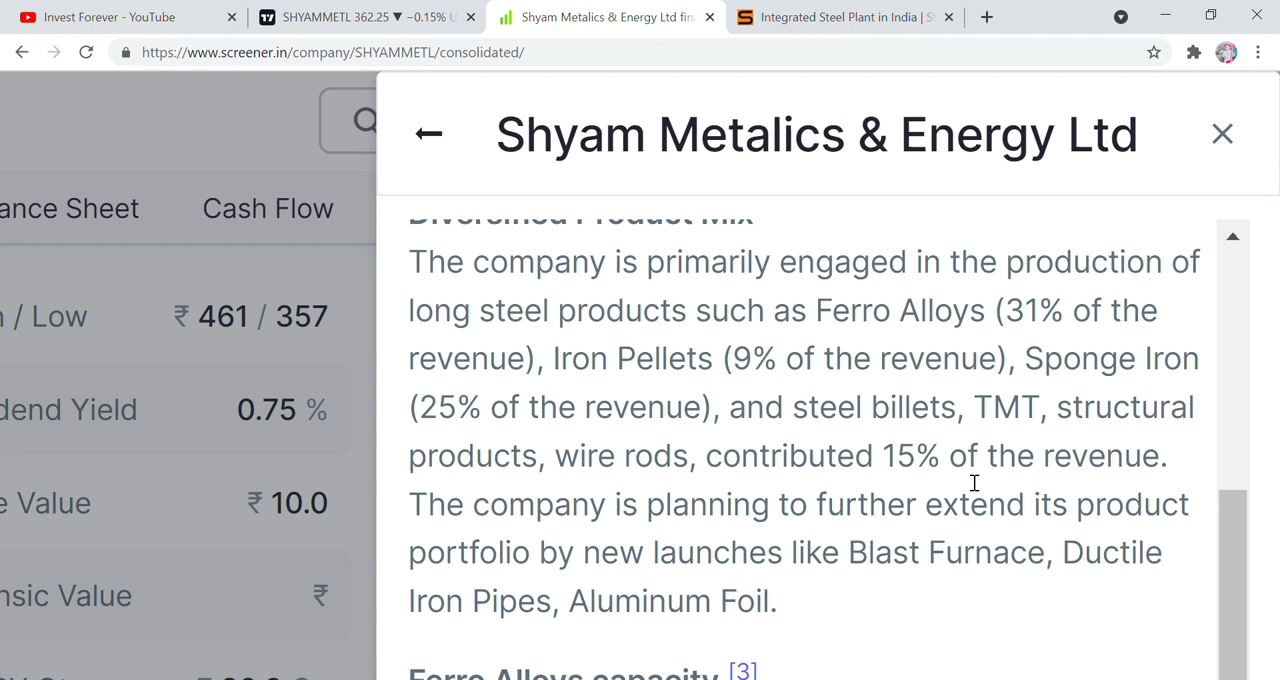 Invest Forever - YouTube
SHYAMMETL 362.25 ▼ −0.15% U
Shyam Metalics & Energy Ltd fin
Integrated Steel Plant in India | S
https://www.screener.in/company/SHYAMMETL/consolidated/
Shyam Metalics & Energy Ltd
ance Sheet
Cash Flow
/ Low
₹ 461 / 357
dend Yield
0.75 %
e Value
₹ 10.0
nsic Value
₹
Diversified Product Mix
The company is primarily engaged in the production of
long steel products such as Ferro Alloys (31% of the
revenue), Iron Pellets (9% of the revenue), Sponge Iron
(25% of the revenue), and steel billets, TMT, structural
products, wire rods, contributed 15% of the revenue.
The company is planning to further extend its product
portfolio by new launches like Blast Furnace, Ductile
Iron Pipes, Aluminum Foil.
Ferro Alloys capacity [3]